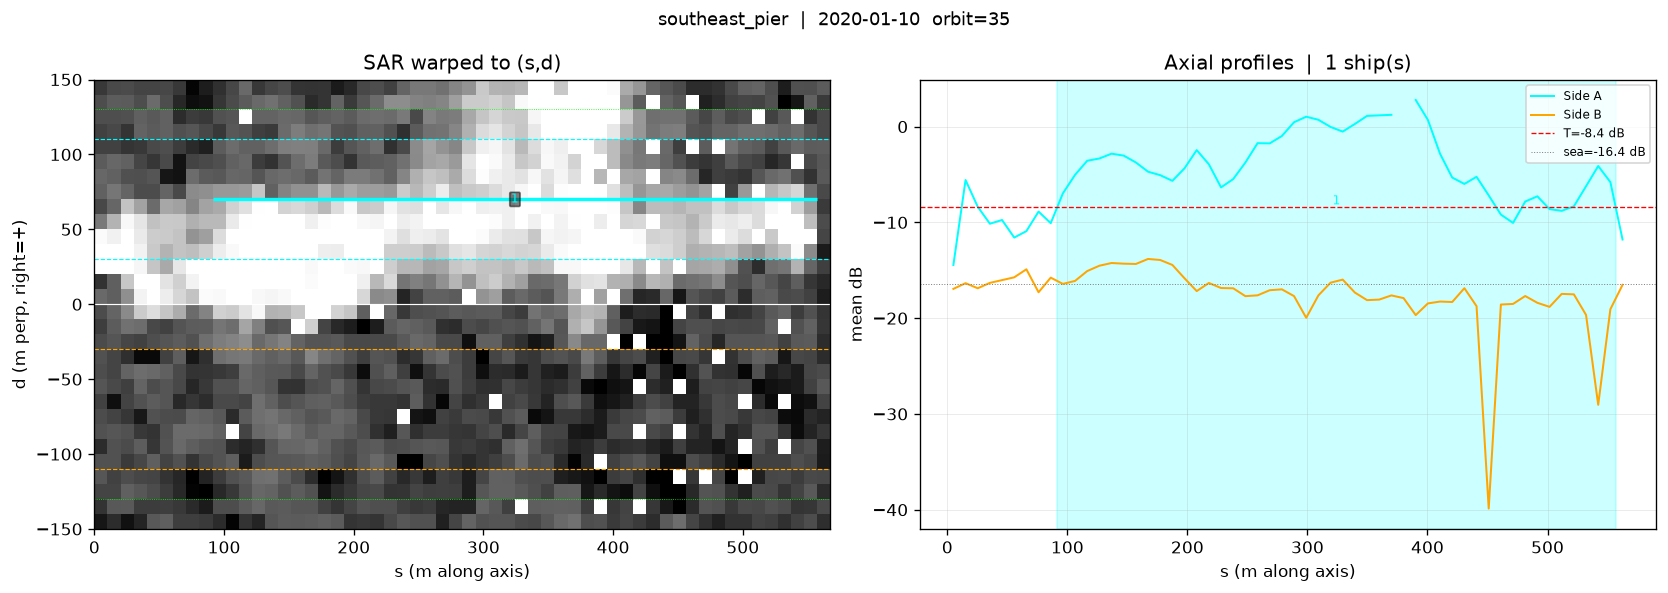 southeast_pier  |  2020-01-10  orbit=35
SAR warped to (s,d)
150
100
50
0
−50
−100
−150
d (m perp, right=+)
0
100
200
300
400
500
s (m along axis)
1
Axial profiles  |  1 ship(s)
0
−10
−20
−30
−40
mean dB
0
100
200
300
400
500
s (m along axis)
1
Side A
Side B
T=-8.4 dB
sea=-16.4 dB